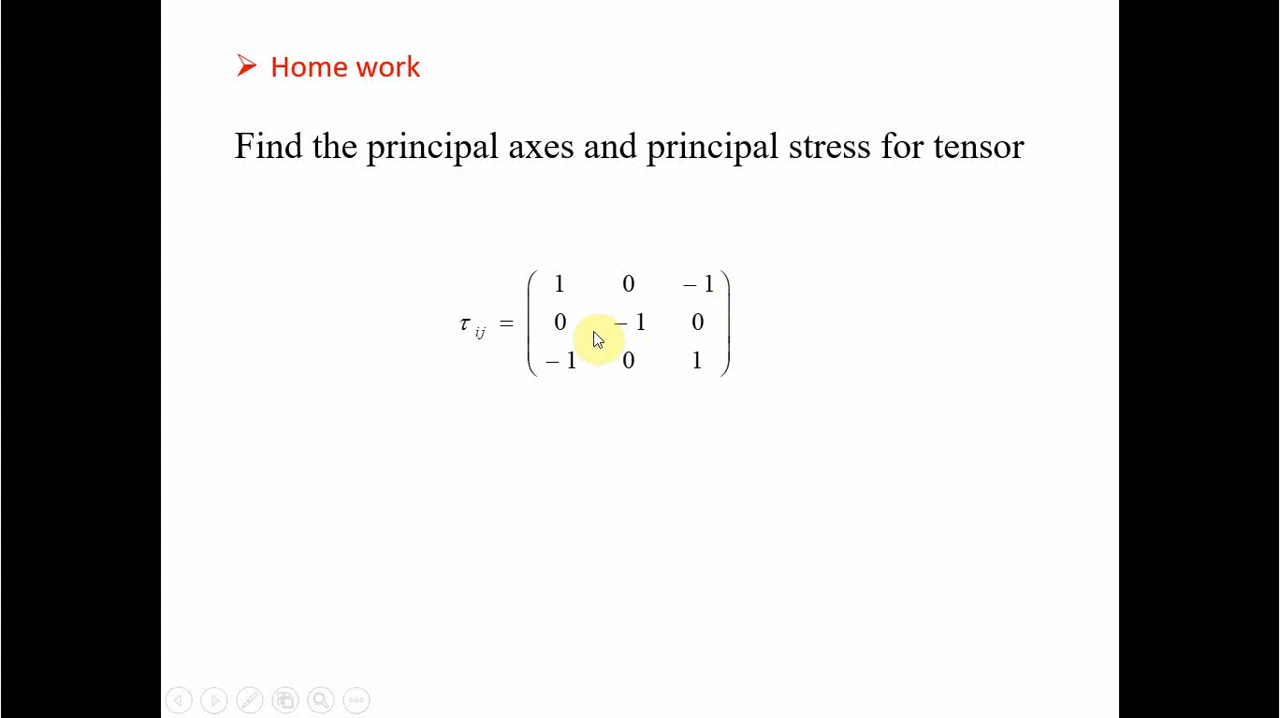 ➢ Home work
Find the principal axes and principal stress for tensor
1 0 – 1
τ ij = 0 – 1 0
– 1 0 1